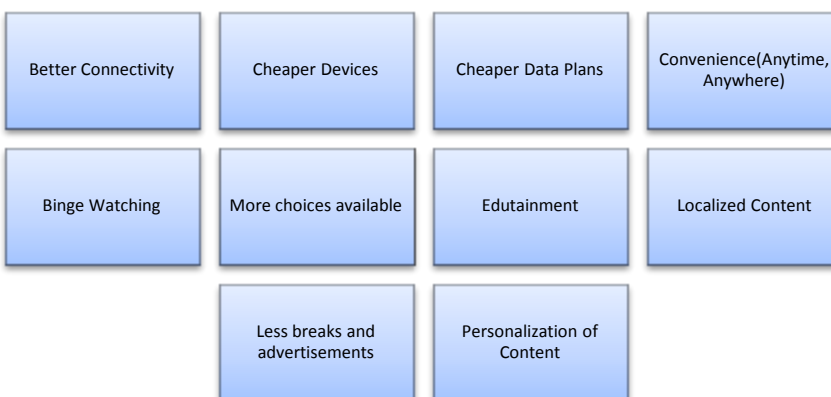 Better Connectivity
Cheaper Devices
Cheaper Data Plans
Convenience(Anytime,
Anywhere)
Binge Watching
More choices available
Edutainment
Localized Content
Less breaks and
advertisements
Personalization of
Content